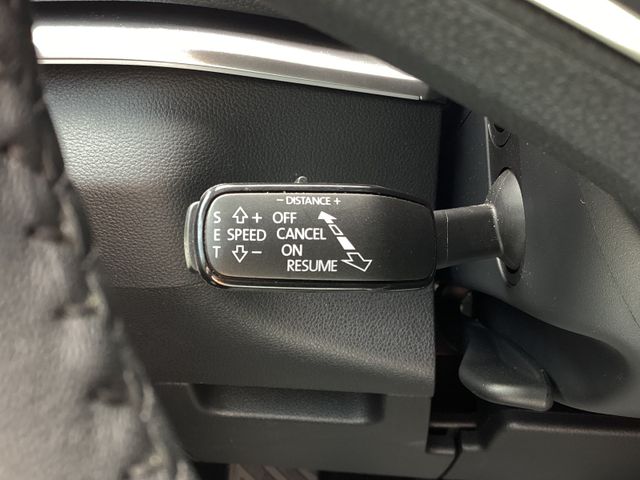 − DISTANCE +
S + OFF
E SPEED CANCEL
T − ON
RESUME